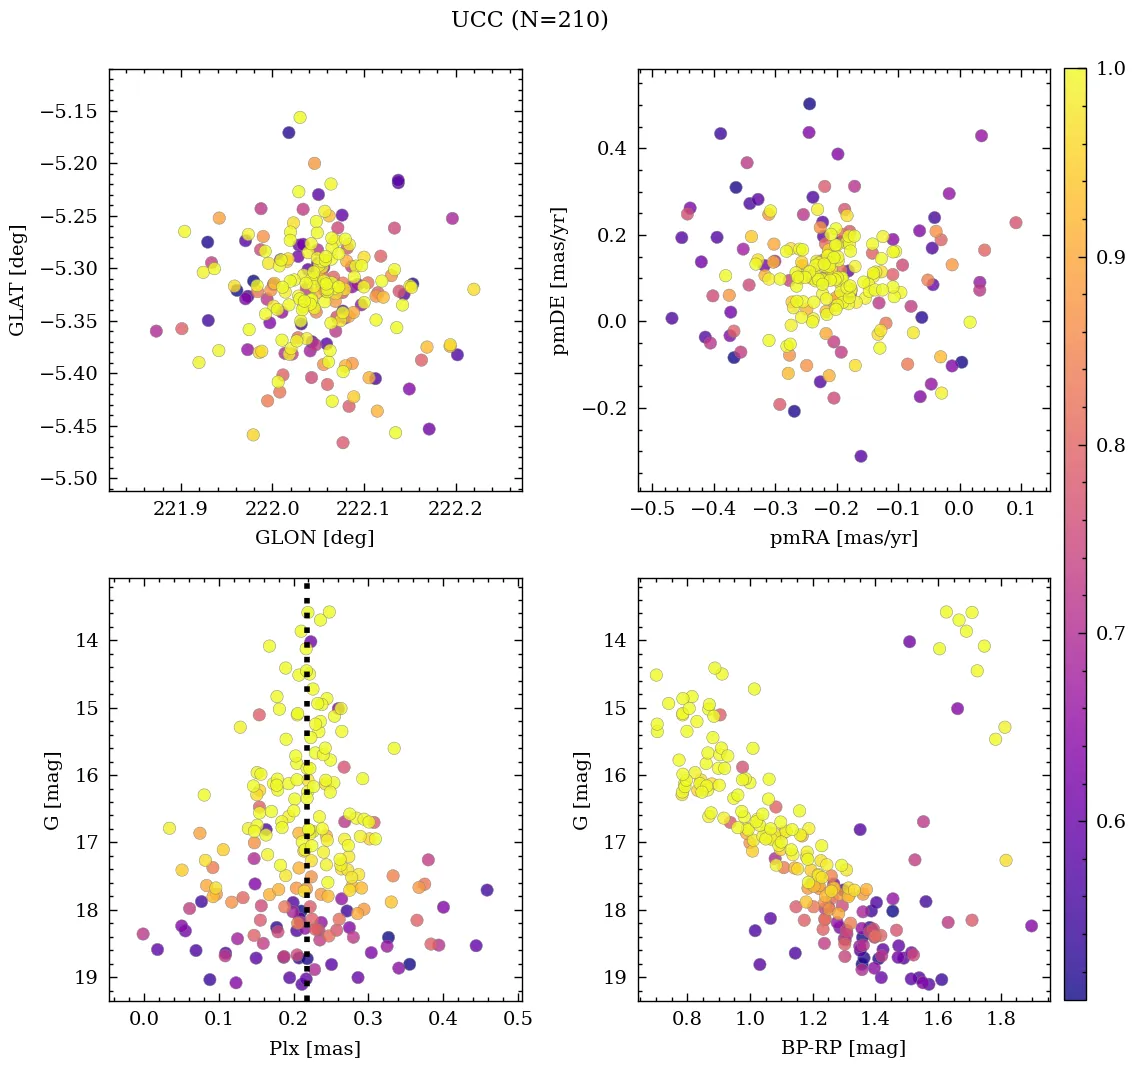 UCC (N=210)
−5.15
−5.20
−5.25
−5.30
−5.35
−5.40
−5.45
−5.50
GLAT [deg]
221.9 222.0 222.1 222.2
GLON [deg]
0.4
0.2
0.0
−0.2
pmDE [mas/yr]
−0.5 −0.4 −0.3 −0.2 −0.1 0.0 0.1
pmRA [mas/yr]
1.0
0.9
0.8
0.7
0.6
14
15
16
17
18
19
G [mag]
0.0 0.1 0.2 0.3 0.4 0.5
Plx [mas]
14
15
16
17
18
19
G [mag]
0.8 1.0 1.2 1.4 1.6 1.8
BP-RP [mag]